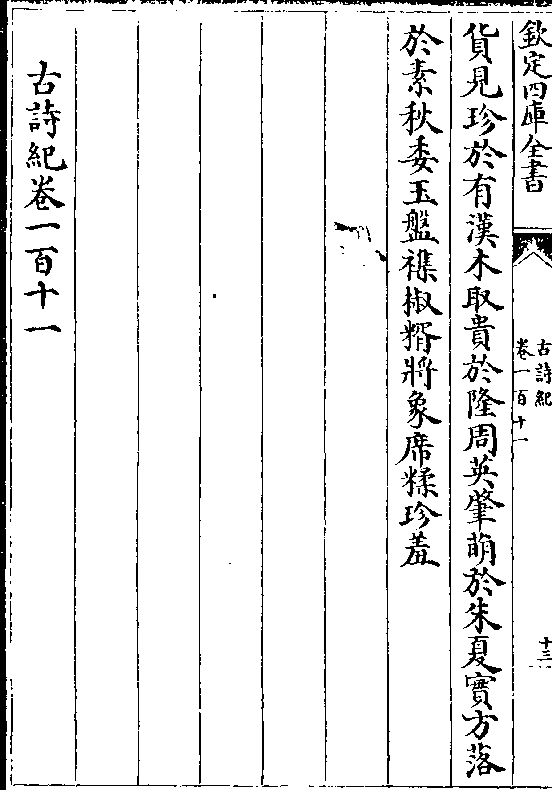 欽定四庫全書
古詩紀
卷一百十一
十三
貨見珍於有漢木取貴於隆周英肇萌於朱夏實方落
於素秋委玉盤襍椒糈將象席糅珍羞
古詩紀卷一百十一